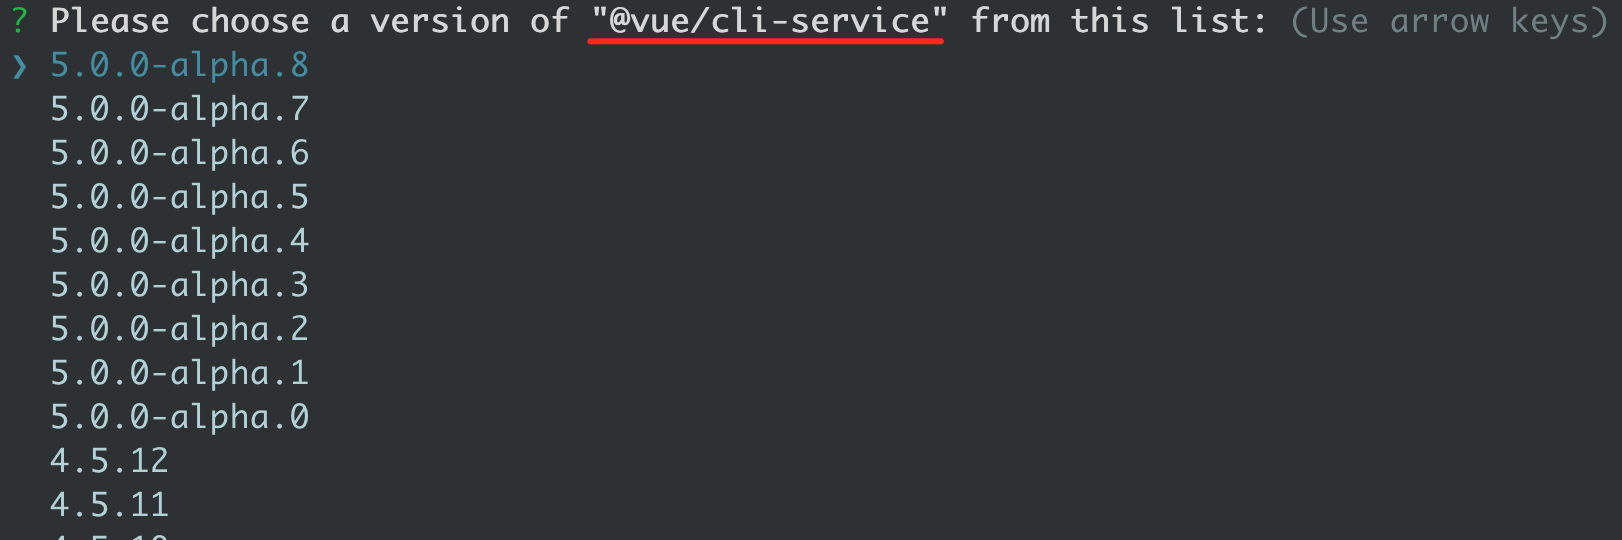 ? Please choose a version of "@vue/cli-service" from this list: (Use arrow keys)
❯ 5.0.0-alpha.8
5.0.0-alpha.7
5.0.0-alpha.6
5.0.0-alpha.5
5.0.0-alpha.4
5.0.0-alpha.3
5.0.0-alpha.2
5.0.0-alpha.1
5.0.0-alpha.0
4.5.12
4.5.11